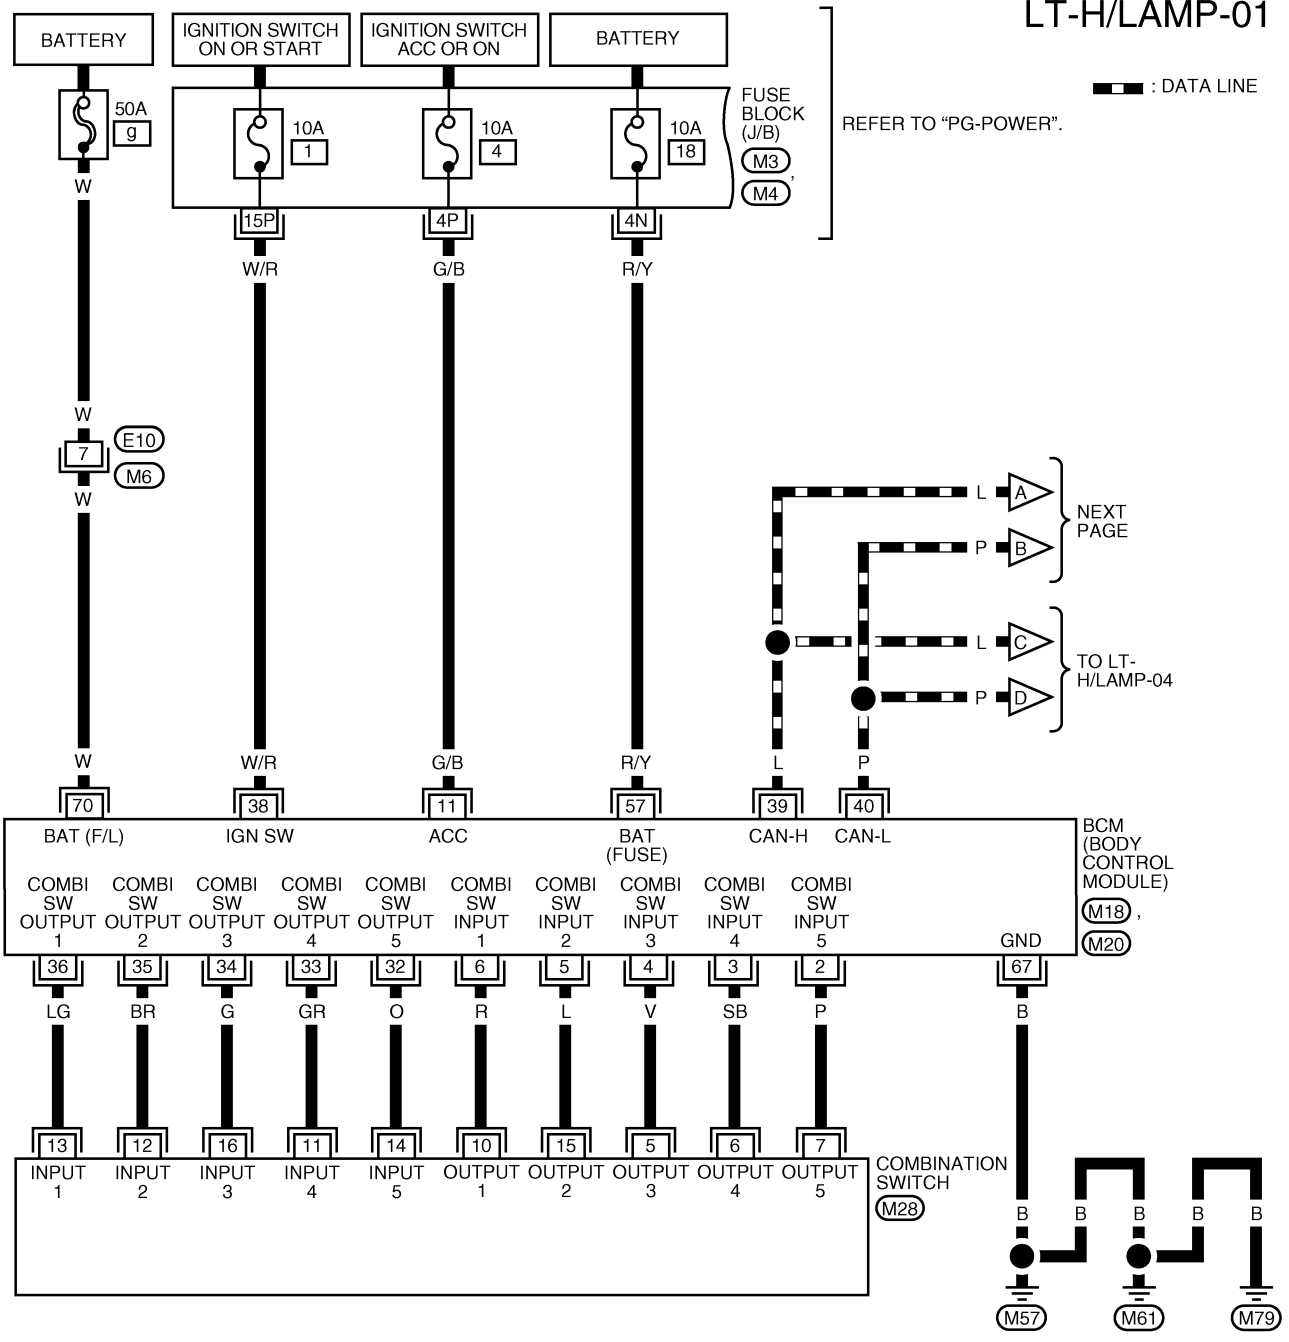 LT-H/LAMP-01
BATTERY
IGNITION SWITCH
ON OR START
IGNITION SWITCH
ACC OR ON
BATTERY
: DATA LINE
50A
g
10A
1
10A
4
10A
18
FUSE
BLOCK
(J/B)
M3
,
M4
REFER TO “PG-POWER”.
W
15P
4P
4N
W/R
G/B
R/Y
W
7
E10
M6
W
L
A
P
B
NEXT
PAGE
L
C
P
D
TO LT-
H/LAMP-04
W
W/R
G/B
R/Y
L
P
70
38
11
57
39
40
BAT (F/L)
IGN SW
ACC
BAT
(FUSE)
CAN-H
CAN-L
BCM
(BODY
CONTROL
MODULE)
M18 ,
M20
COMBI
SW
OUTPUT
1
COMBI
SW
OUTPUT
2
COMBI
SW
OUTPUT
3
COMBI
SW
OUTPUT
4
COMBI
SW
OUTPUT
5
COMBI
SW
INPUT
1
COMBI
SW
INPUT
2
COMBI
SW
INPUT
3
COMBI
SW
INPUT
4
COMBI
SW
INPUT
5
GND
36
35
34
33
32
6
5
4
3
2
67
LG
BR
G
GR
O
R
L
V
SB
P
B
13
12
16
11
14
10
15
5
6
7
INPUT
1
INPUT
2
INPUT
3
INPUT
4
INPUT
5
OUTPUT
1
OUTPUT
2
OUTPUT
3
OUTPUT
4
OUTPUT
5
COMBINATION
SWITCH
M28
B
B
B
B
B
M57
M61
M79